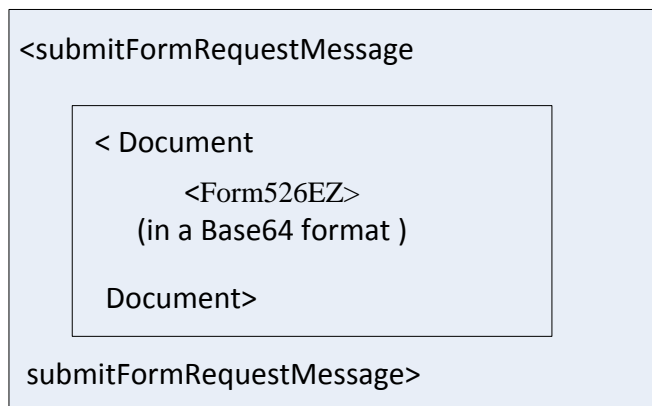 <submitFormRequestMessage
< Document
<Form526EZ>
(in a Base64 format )
Document>
submitFormRequestMessage>